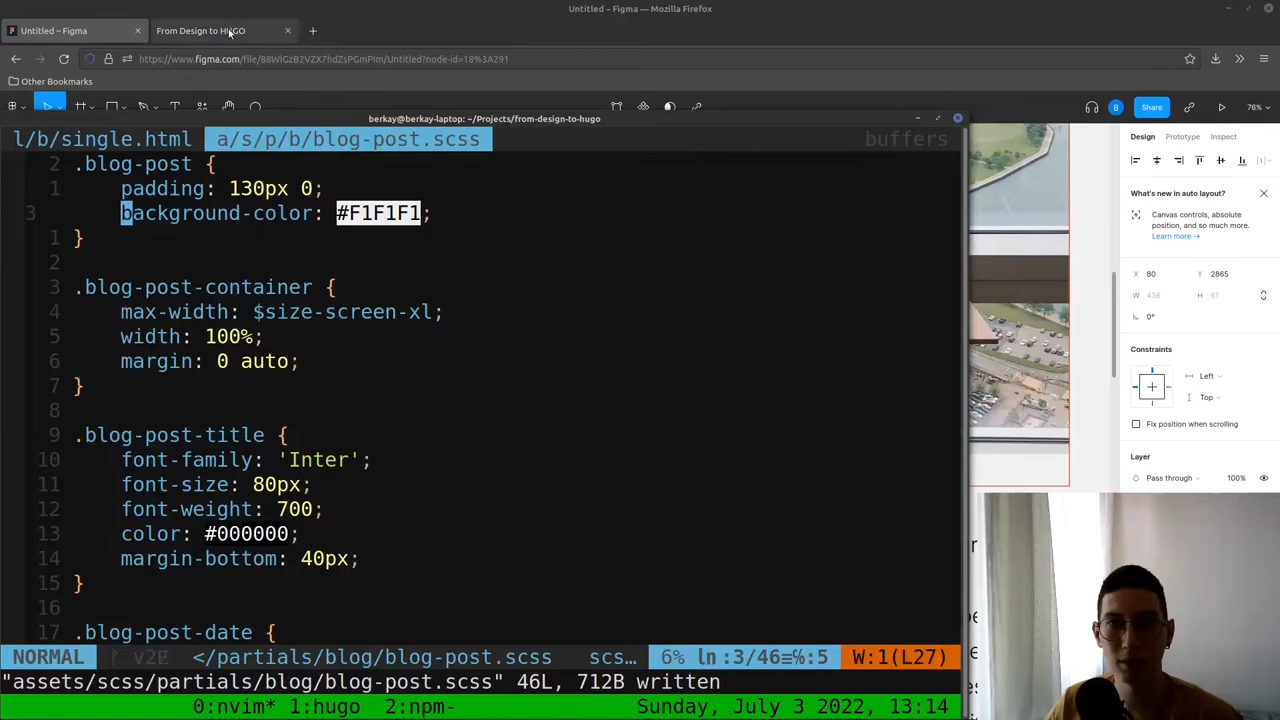 Untitled – Figma — Mozilla Firefox
Untitled – Figma
From Design to HUGO
https://www.figma.com/file/88WlGzB2VZX7hdZsPGmPIm/Untitled?node-id=18%3A291
Other Bookmarks
B
Share
76%
berkay@berkay-laptop: ~/Projects/from-design-to-hugo
l/b/single.html a/s/p/b/blog-post.scss buffers
2 .blog-post {
1 padding: 130px 0;
3 background-color: #F1F1F1;
1 }
2
3 .blog-post-container {
4 max-width: $size-screen-xl;
5 width: 100%;
6 margin: 0 auto;
7 }
8
9 .blog-post-title {
10 font-family: 'Inter';
11 font-size: 80px;
12 font-weight: 700;
13 color: #000000;
14 margin-bottom: 40px;
15 }
16
17 .blog-post-date {
NORMAL </partials/blog/blog-post.scss scs… 6% ln:3/46≡℅:5 W:1(L27)
"assets/scss/partials/blog/blog-post.scss" 46L, 712B written
0:nvim* 1:hugo 2:npm- Sunday, July 3 2022, 13:14
Design Prototype Inspect
What's new in auto layout?
Canvas controls, absolute
position, and so much more.
Learn more →
X 80 Y 2865
W 436 H 61
0°
Constraints
Left
Top
Fix position when scrolling
Layer
Pass through 100%